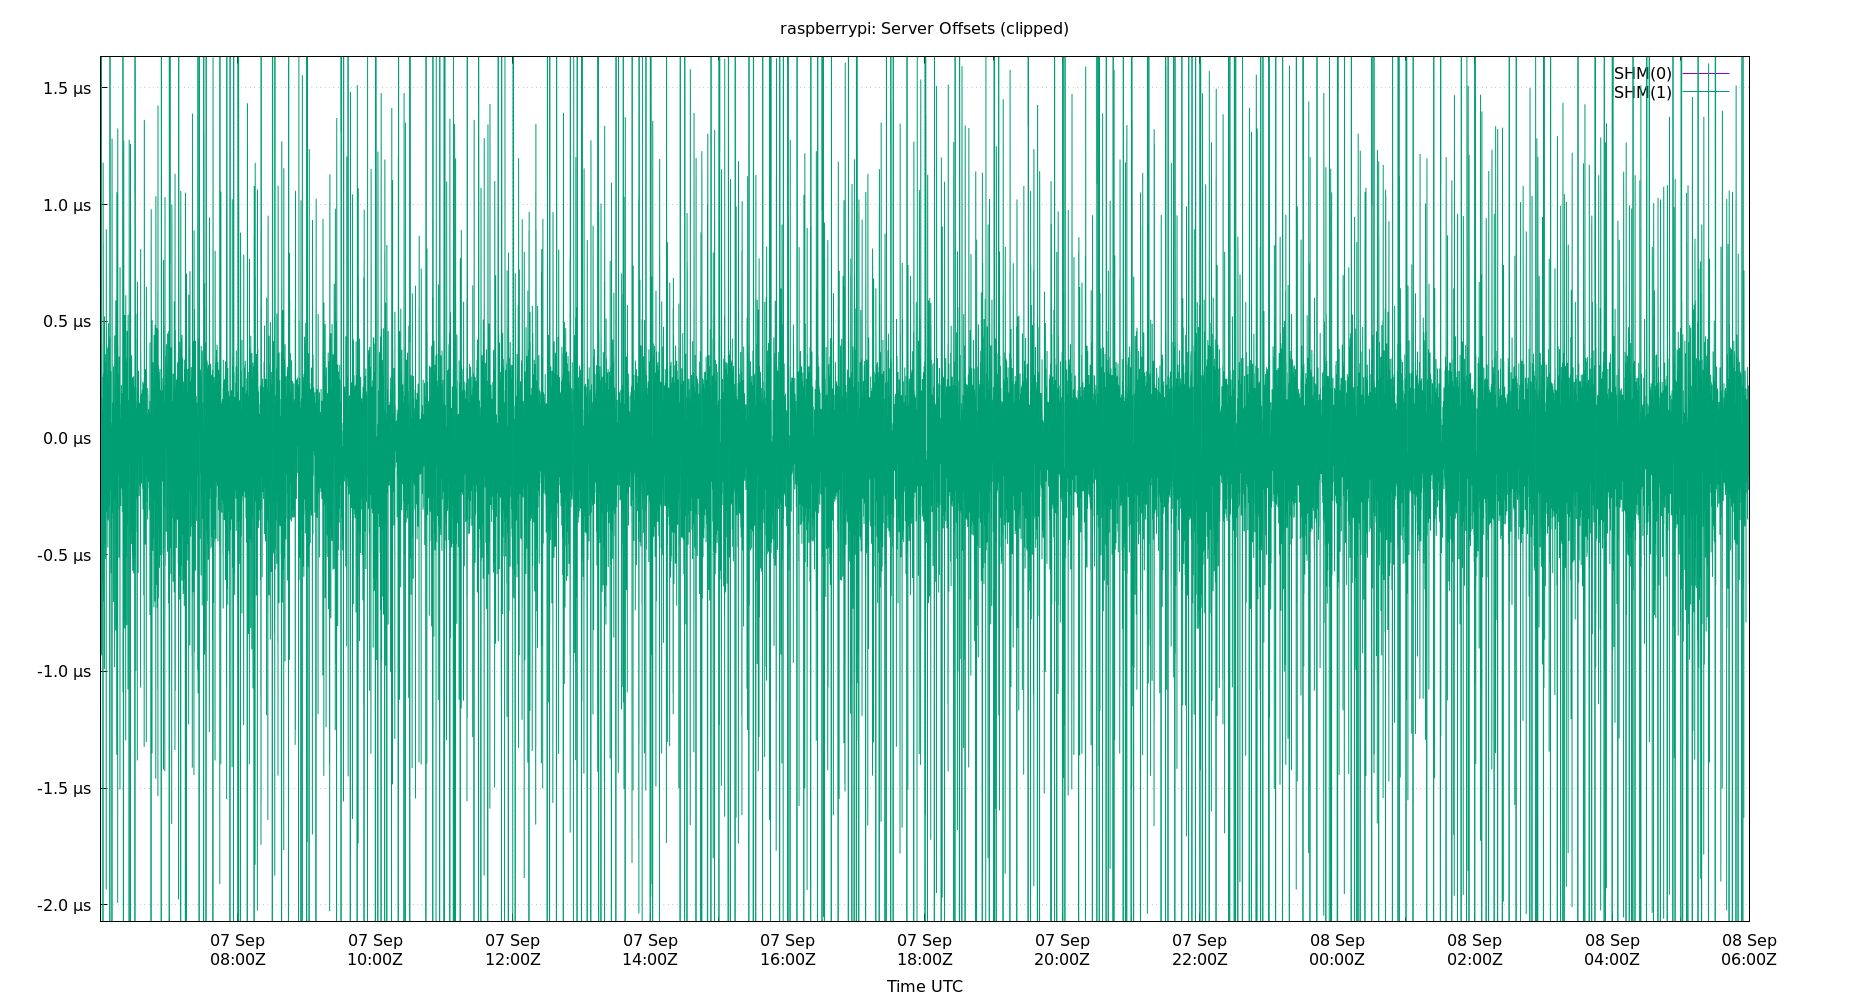 raspberrypi: Server Offsets (clipped)
SHM(0)
SHM(1)
1.5 µs
1.0 µs
0.5 µs
0.0 µs
-0.5 µs
-1.0 µs
-1.5 µs
-2.0 µs
07 Sep 07 Sep 07 Sep 07 Sep 07 Sep 07 Sep 07 Sep 07 Sep 08 Sep 08 Sep 08 Sep 08 Sep
08:00Z 10:00Z 12:00Z 14:00Z 16:00Z 18:00Z 20:00Z 22:00Z 00:00Z 02:00Z 04:00Z 06:00Z
Time UTC